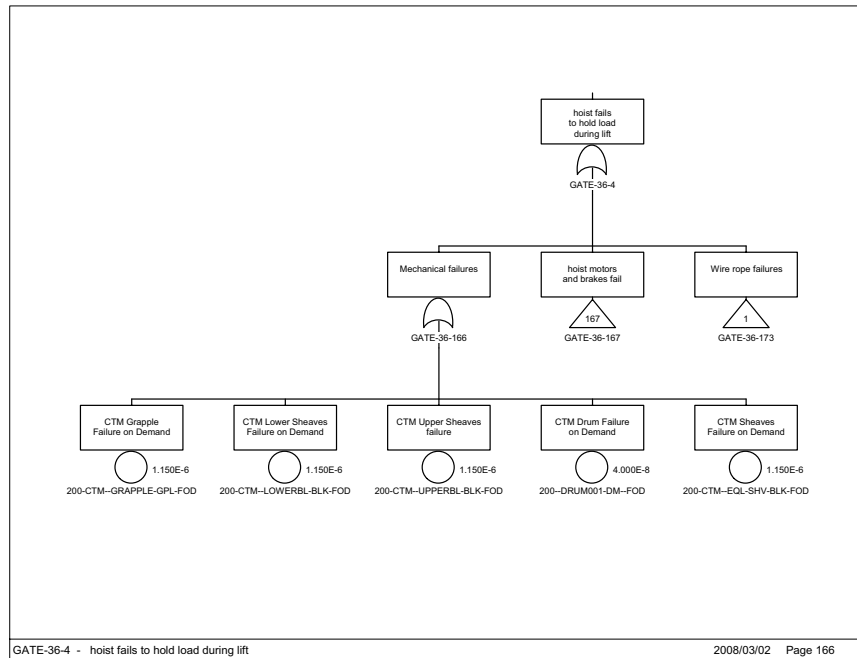 hoist fails
to hold load
during lift
GATE-36-4
Mechanical failures
GATE-36-166
hoist motors
and brakes fail
167
GATE-36-167
Wire rope failures
1
GATE-36-173
CTM Grapple
Failure on Demand
1.150E-6
200-CTM--GRAPPLE-GPL-FOD
CTM Lower Sheaves
Failure on Demand
1.150E-6
200-CTM--LOWERBL-BLK-FOD
CTM Upper Sheaves
failure
1.150E-6
200-CTM--UPPERBL-BLK-FOD
CTM Drum Failure
on Demand
4.000E-8
200--DRUM001-DM--FOD
CTM Sheaves
Failure on Demand
1.150E-6
200-CTM--EQL-SHV-BLK-FOD
GATE-36-4 - hoist fails to hold load during lift
2008/03/02 Page 166